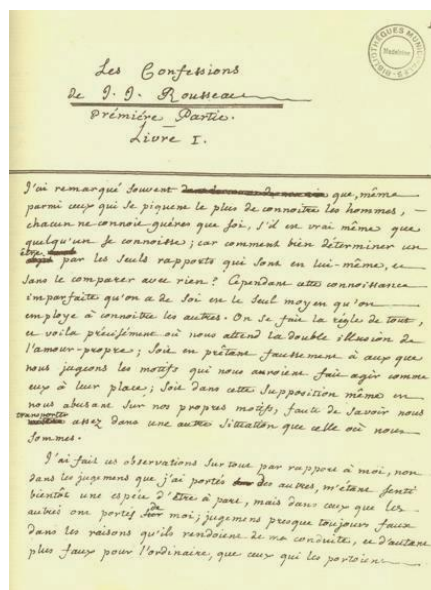 BIBLIOTHÈQUES MUNICIPALES
Les Confessions
de J. J. Rousseau
Prémiére Partie.
Livre I.
J'ai remarqué souvent que, même
parmi ceux qui se piquent le plus de connoitre les hommes,
chacun ne connoit guéres que soi, s'il est vrai même que
quelqu'un se connoisse; car comment bien déterminer un
être par les seuls rapports qui sont en lui-même, et
sans le comparer avec rien? Cependant cette connoissance
imparfaite qu'on a de soi est le seul moyen qu'on
employe à connoitre les autres. On se fait la règle de tout,
et voila précisément où nous attend la double illusion de
l'amour-propre; soit en prêtant faussement à ceux que
nous jugeons les motifs qui nous auroient fait agir comme
eux à leur place; soit dans cette supposition même en
nous abusant sur nos propres motifs, faute de savoir nous
transporter assez dans une autre situation que celle où nous
sommes.
J'ai fait ces observations surtout par rapport à moi, non
dans les jugemens que j'ai portés des autres, m'étant senti
bientôt une espéce d'être à part, mais dans ceux que les
autres ont portés de moi; jugemens presque toujours faux
dans les raisons qu'ils rendoient de ma conduite, et d'autant
plus faux pour l'ordinaire, que ceux qui les portoient